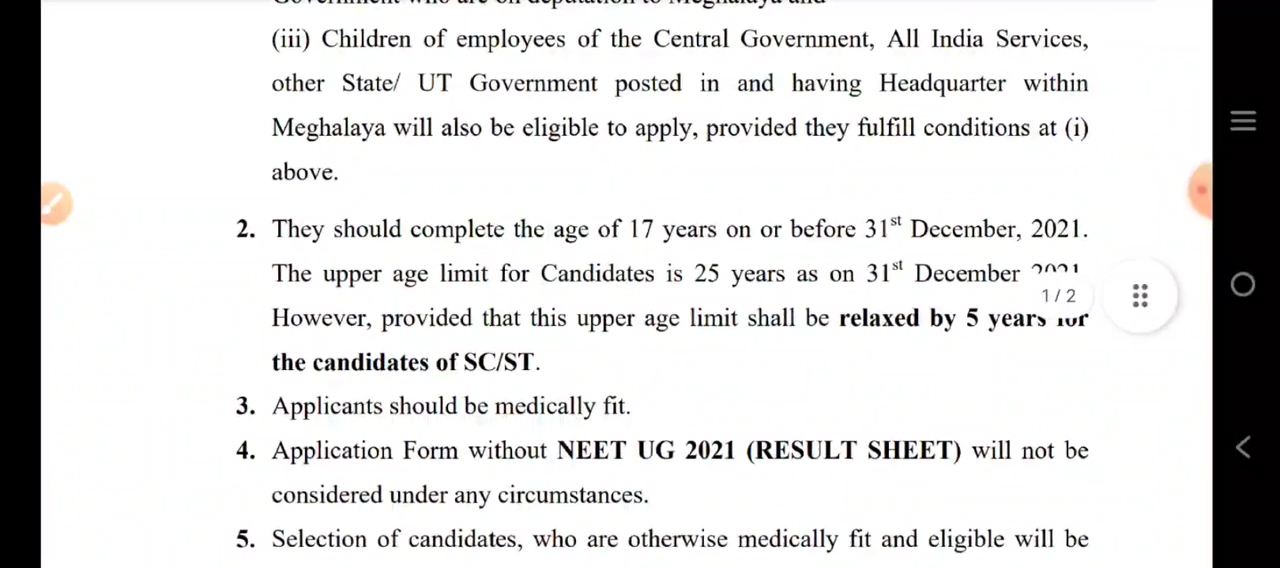 (iii) Children of employees of the Central Government, All India Services,
other State/ UT Government posted in and having Headquarter within
Meghalaya will also be eligible to apply, provided they fulfill conditions at (i)
above.
2. They should complete the age of 17 years on or before 31st December, 2021.
The upper age limit for Candidates is 25 years as on 31st December 2021
1 / 2
However, provided that this upper age limit shall be relaxed by 5 years for
the candidates of SC/ST.
3. Applicants should be medically fit.
4. Application Form without NEET UG 2021 (RESULT SHEET) will not be
considered under any circumstances.
5. Selection of candidates, who are otherwise medically fit and eligible will be